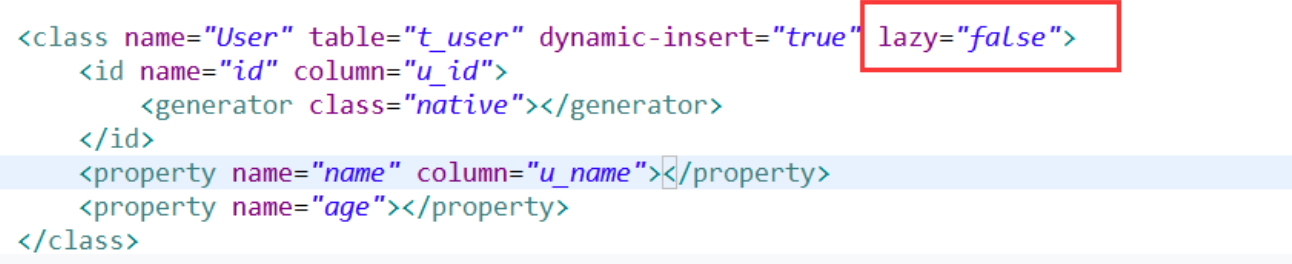 <class name="User" table="t_user" dynamic-insert="true" lazy="false">
<id name="id" column="u_id">
<generator class="native"></generator>
</id>
<property name="name" column="u_name"></property>
<property name="age"></property>
</class>